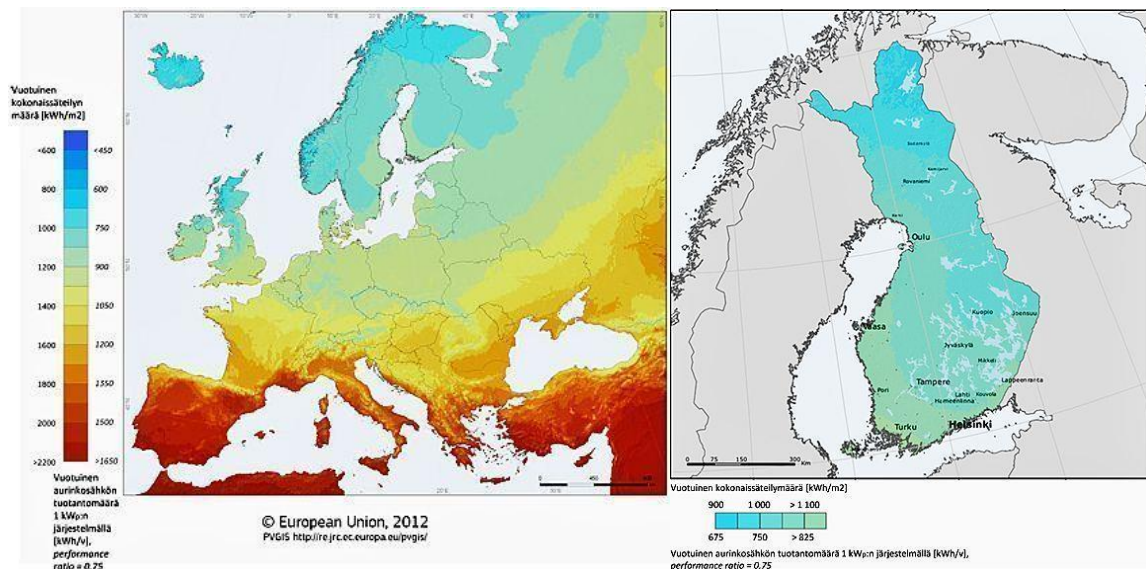 Vuotuinen
kokonaissäteilyn
määrä [kWh/m2]
<600 <450
800 600
1000 750
1200 900
1400 2050
1600 1200
1800 1350
2000 1500
>2200 >1650
Vuotuinen
aurinkosähkön
tuotantomäärä
1 kWp:n
järjestelmällä
[kWh/v],
performance
ratio = 0.75
© European Union, 2012
PVGIS http://re.jrc.ec.europa.eu/pvgis/
Sodankylä
Kemijärvi
Rovaniemi
Oulu
Vaasa
Kuopio
Joensuu
Jyväskylä
Mikkeli
Lappeenranta
Tampere
Pori
Lahti
Kouvola
Hämeenlinna
Turku
Helsinki
0 75 150 300
Km
Vuotuinen kokonaissäteilymäärä [kWh/m2]
900 1 000 > 1 100
675 750 > 825
Vuotuinen aurinkosähkön tuotantomäärä 1 kWp:n järjestelmällä [kWh/v],
performance ratio = 0,75